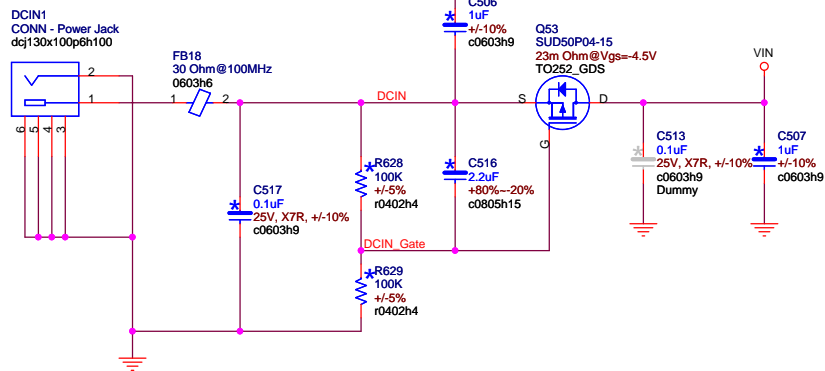 DCIN1
CONN - Power Jack
dcj130x100p6h100
2
1
6
5
4
3
FB18
30 Ohm@100MHz
0603h6
1
2
DCIN
C506
1uF
+/-10%
c0603h9
Q53
SUD50P04-15
23m Ohm@Vgs=-4.5V
TO252_GDS
S
D
G
VIN
C517
0.1uF
25V, X7R, +/-10%
c0603h9
R628
100K
+/-5%
r0402h4
C516
2.2uF
+80%~-20%
c0805h15
C513
0.1uF
25V, X7R, +/-10%
c0603h9
Dummy
C507
1uF
+/-10%
c0603h9
DCIN_Gate
R629
100K
+/-5%
r0402h4